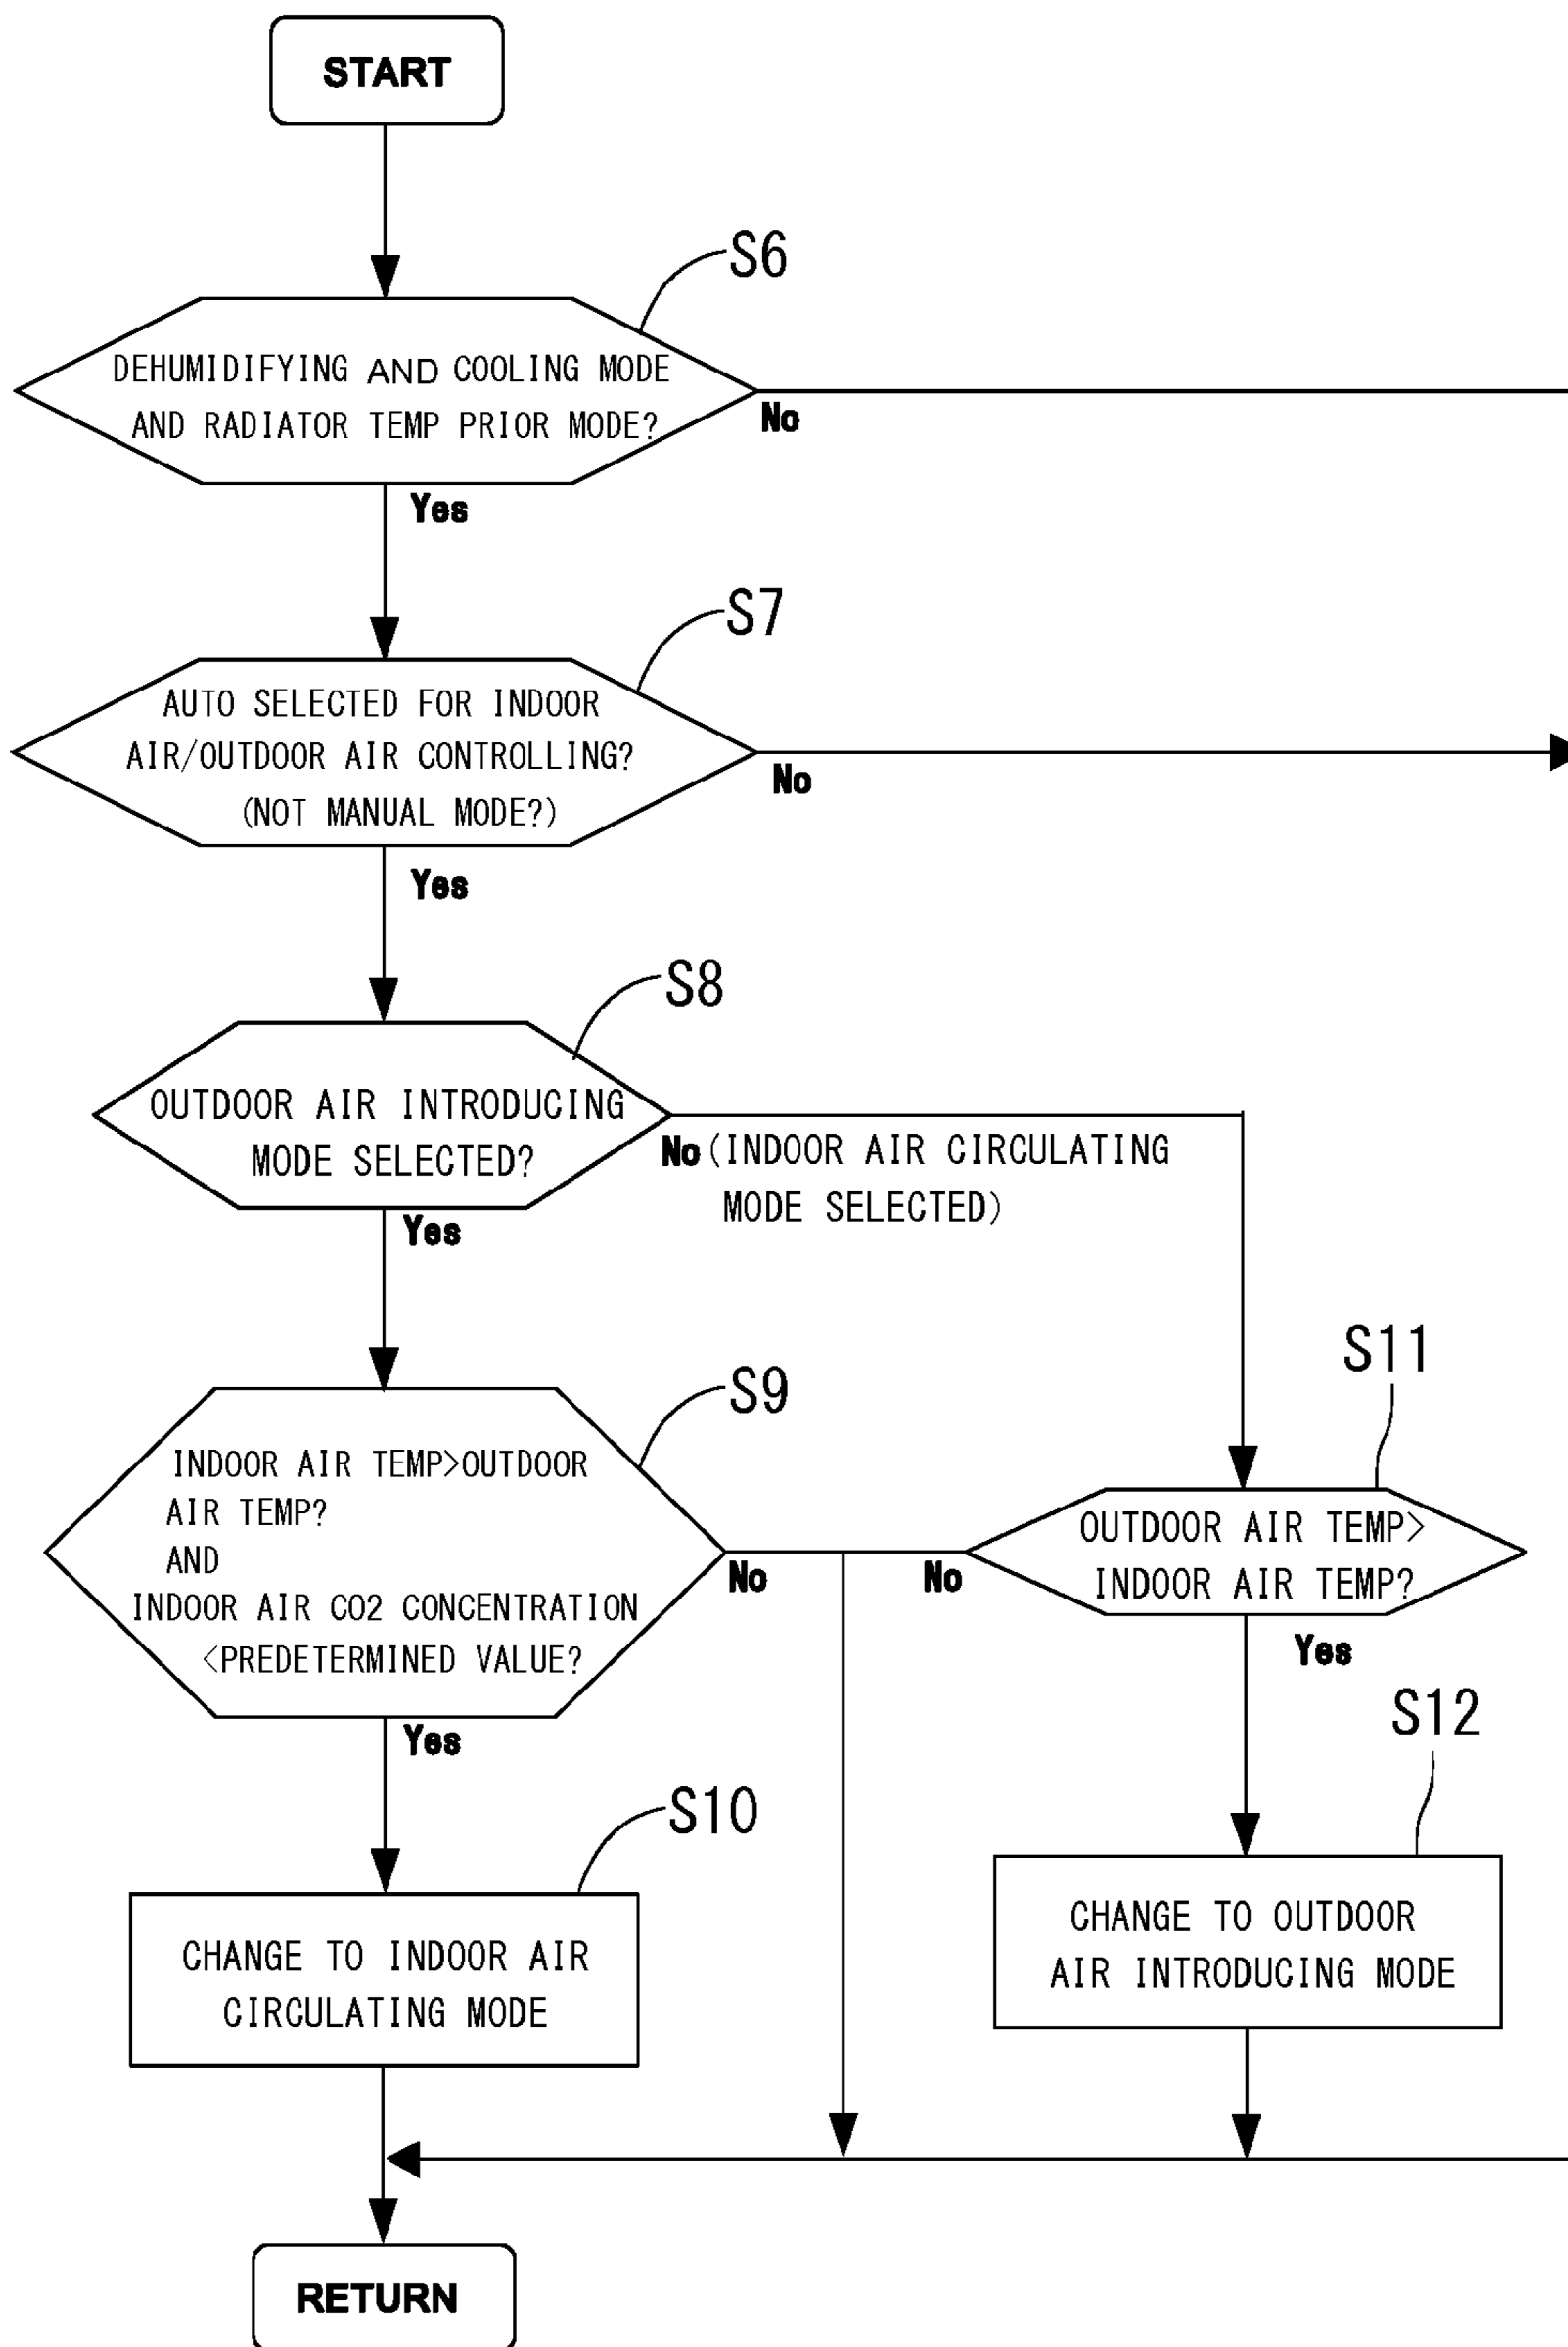 START
S6
DEHUMIDIFYING AND COOLING MODE
AND RADIATOR TEMP PRIOR MODE?
No
Yes
S7
AUTO SELECTED FOR INDOOR
AIR/OUTDOOR AIR CONTROLLING?
(NOT MANUAL MODE?)
No
Yes
S8
OUTDOOR AIR INTRODUCING
MODE SELECTED?
No (INDOOR AIR CIRCULATING
MODE SELECTED)
Yes
S9
INDOOR AIR TEMP>OUTDOOR
AIR TEMP?
AND
INDOOR AIR CO2 CONCENTRATION
<PREDETERMINED VALUE?
No
Yes
S11
OUTDOOR AIR TEMP>
INDOOR AIR TEMP?
No
Yes
S10
CHANGE TO INDOOR AIR
CIRCULATING MODE
S12
CHANGE TO OUTDOOR
AIR INTRODUCING MODE
RETURN